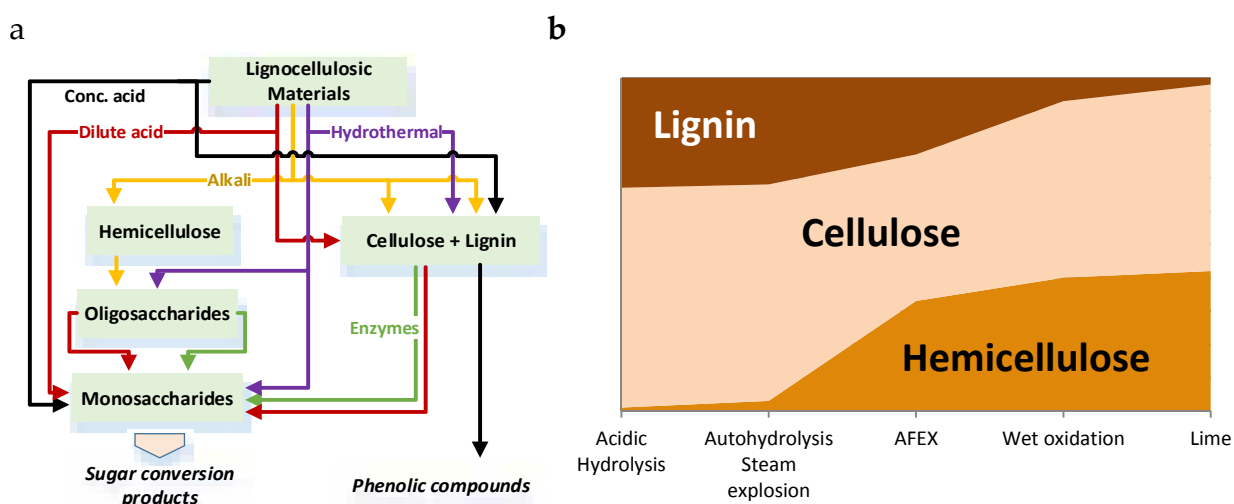 a
Lignocellulosic
Materials
Conc. acid
Dilute acid
Hydrothermal
Alkali
Hemicellulose
Cellulose + Lignin
Oligosaccharides
Enzymes
Monosaccharides
Sugar conversion
products
Phenolic compounds
b
Lignin
Cellulose
Hemicellulose
Acidic
Hydrolysis
Autohydrolysis
Steam
explosion
AFEX
Wet oxidation
Lime